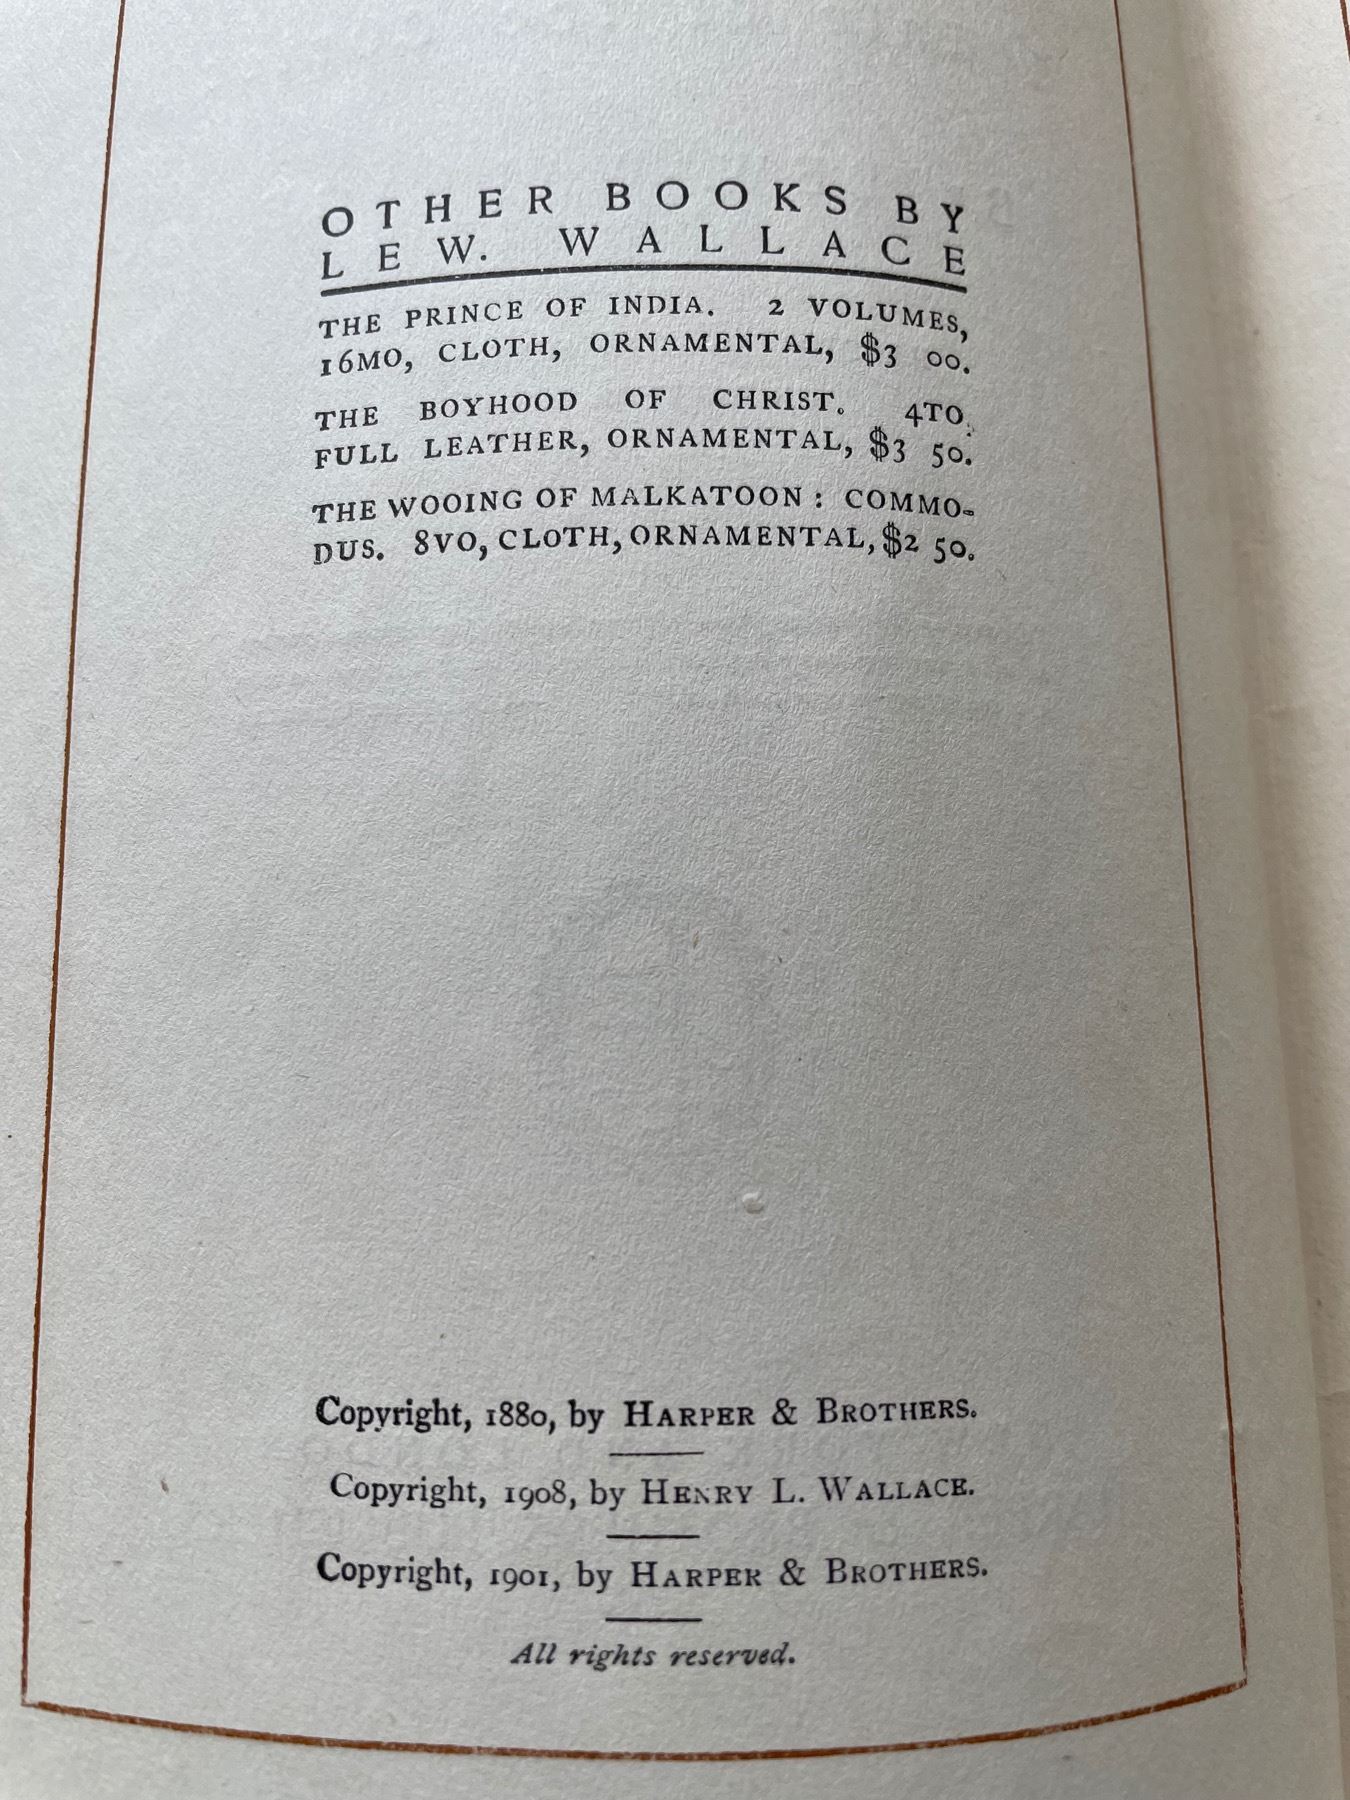 OTHER BOOKS BY
LEW. WALLACE
THE PRINCE OF INDIA. 2 VOLUMES,
16MO, CLOTH, ORNAMENTAL, $3 00.
THE BOYHOOD OF CHRIST. 4TO.
FULL LEATHER, ORNAMENTAL, $3 50.
THE WOOING OF MALKATOON: COMMO-
DUS. 8VO, CLOTH, ORNAMENTAL, $2 50.
Copyright, 1880, by HARPER & BROTHERS.
Copyright, 1908, by HENRY L. WALLACE.
Copyright, 1901, by HARPER & BROTHERS.
All rights reserved.